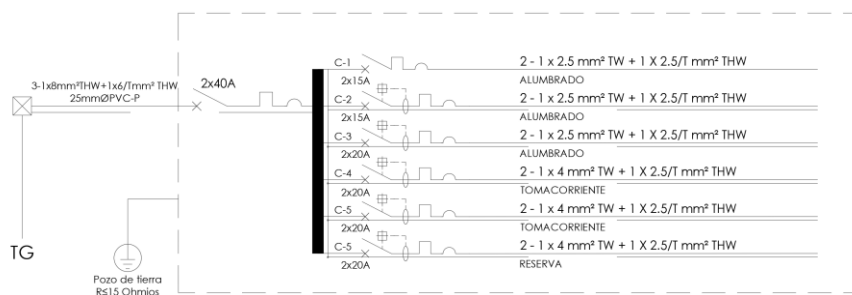 3-1x8mm²THW+1x6/Tmm² THW
25mmØPVC-P
2x40A
TG
Pozo de tierra
R≤15 Ohmios
C-1
2 - 1 x 2.5 mm² TW + 1 X 2.5/T mm² THW
2x15A
ALUMBRADO
C-2
2 - 1 x 2.5 mm² TW + 1 X 2.5/T mm² THW
2x15A
ALUMBRADO
C-3
2 - 1 x 2.5 mm² TW + 1 X 2.5/T mm² THW
2x20A
ALUMBRADO
C-4
2 - 1 x 4 mm² TW + 1 X 2.5/T mm² THW
2x20A
TOMACORRIENTE
C-5
2 - 1 x 4 mm² TW + 1 X 2.5/T mm² THW
2x20A
TOMACORRIENTE
C-5
2 - 1 x 4 mm² TW + 1 X 2.5/T mm² THW
2x20A
RESERVA